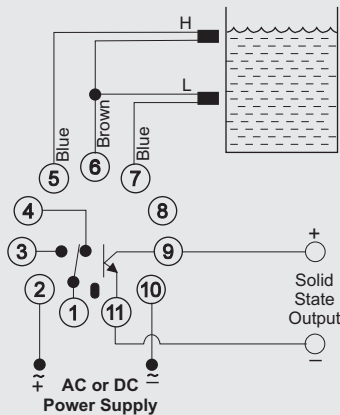 H
L
Blue
Brown
Blue
5
6
7
4
8
3
9
2
10
1
11
+
Solid
State
Output
−
~
+
AC or DC
Power Supply
~
−